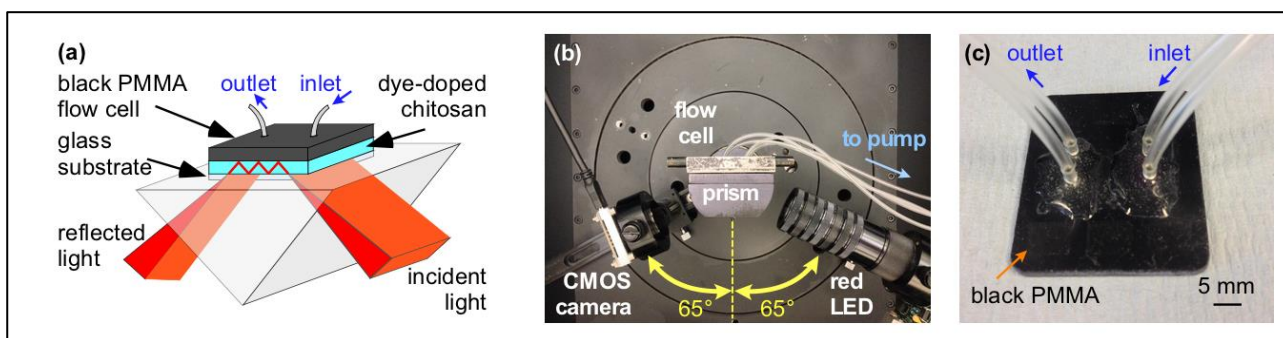 (a)
black PMMA
flow cell
outlet
inlet
dye-doped
chitosan
glass
substrate
reflected
light
incident
light
(b)
flow
cell
to pump
prism
CMOS
camera
65°
65°
red
LED
(c)
outlet
inlet
black PMMA
5 mm